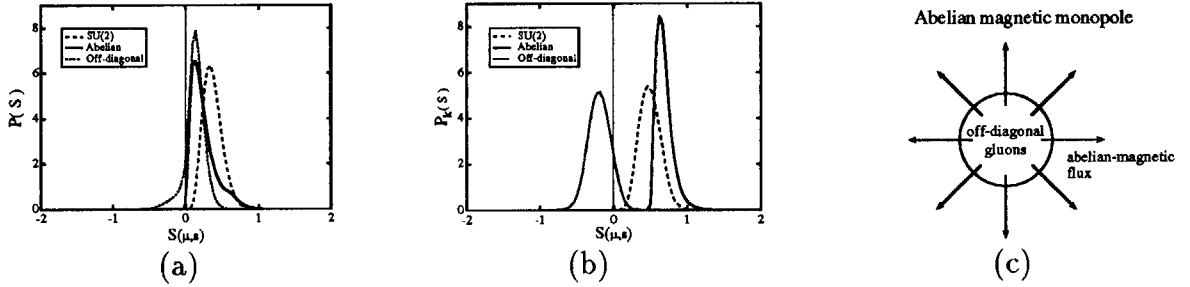 8
6
4
2
0
P(S)
SU(2)
Abelian
Off-diagonal
-2
-1
0
1
2
S(μ,s)
(a)
8
6
4
2
0
P_k(S)
SU(2)
Abelian
Off-diagonal
-2
-1
0
1
2
S(μ,s)
(b)
Abelian magnetic monopole
off-diagonal
gluons
abelian-magnetic
flux
(c)